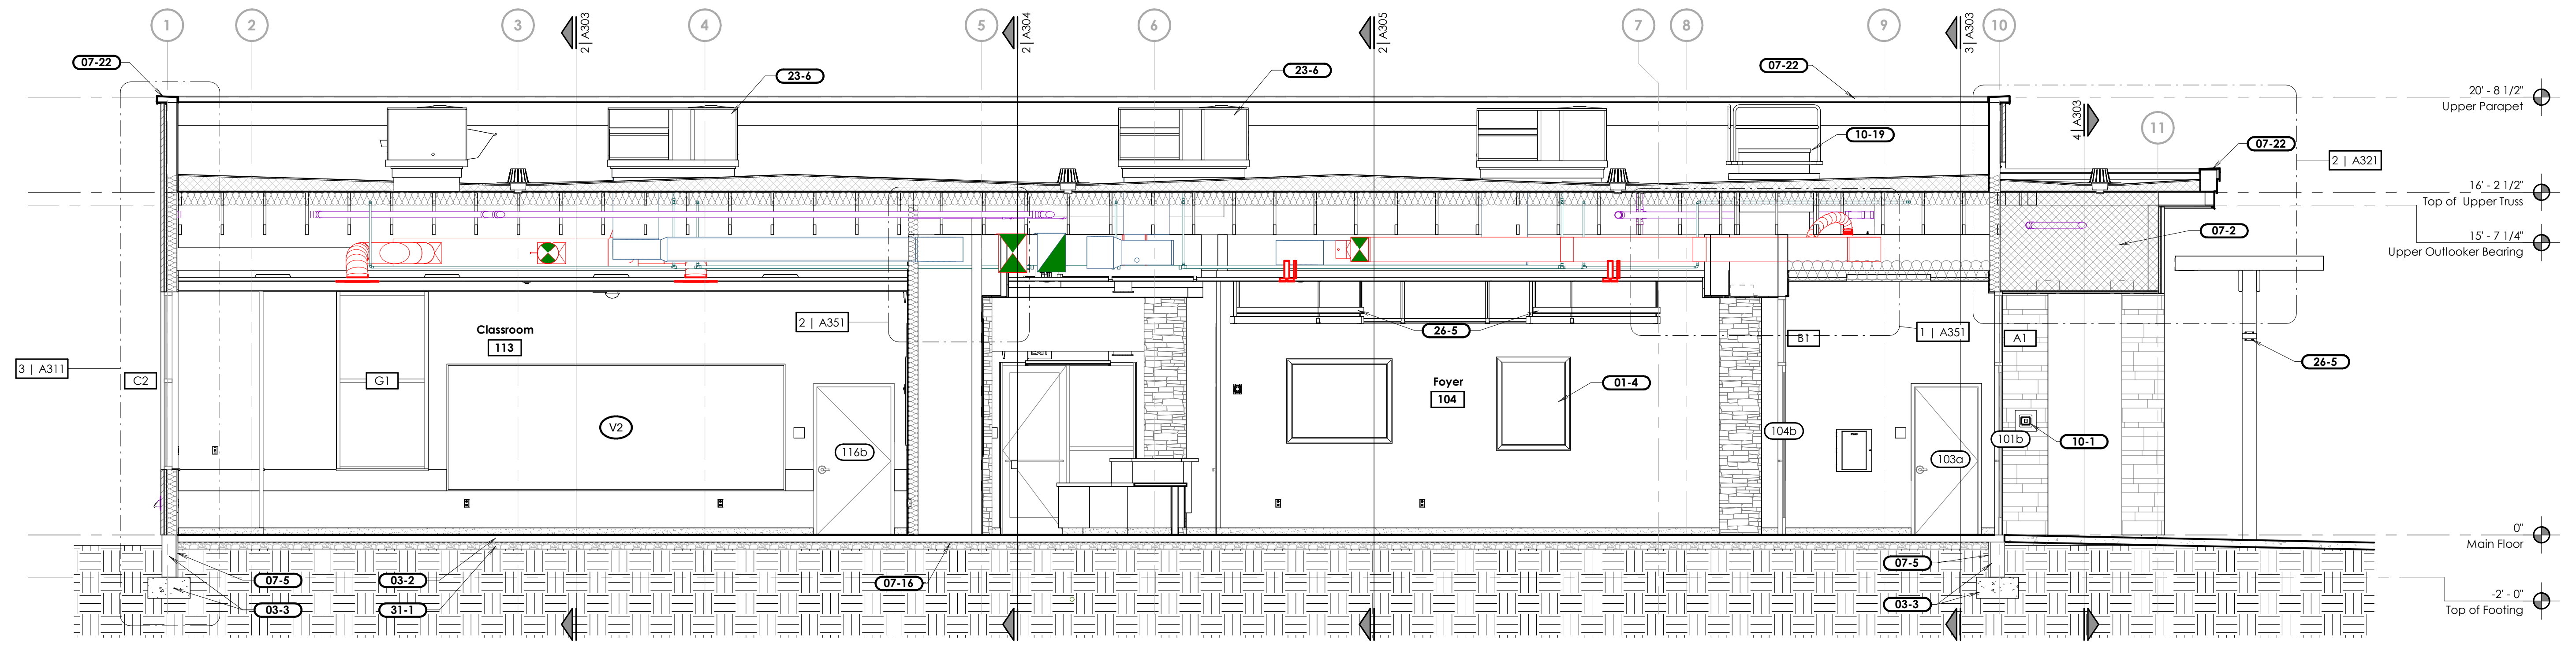 1
2
3
2 | A303
4
5
2 | A304
6
2 | A305
7
8
9
3 | A303
10
07-22
23-6
23-6
07-22
20' - 8 1/2"
Upper Parapet
4 | A303
11
10-19
07-22
2 | A321
16' - 2 1/2"
Top of Upper Truss
07-2
15' - 7 1/4"
Upper Outlooker Bearing
Classroom
113
2 | A351
26-5
B1
1 | A351
A1
26-5
3 | A311
C2
G1
EXIT
Foyer
104
01-4
V2
116b
104b
101b
10-1
103a
0"
Main Floor
07-5
03-2
07-16
07-5
03-3
31-1
03-3
-2' - 0"
Top of Footing